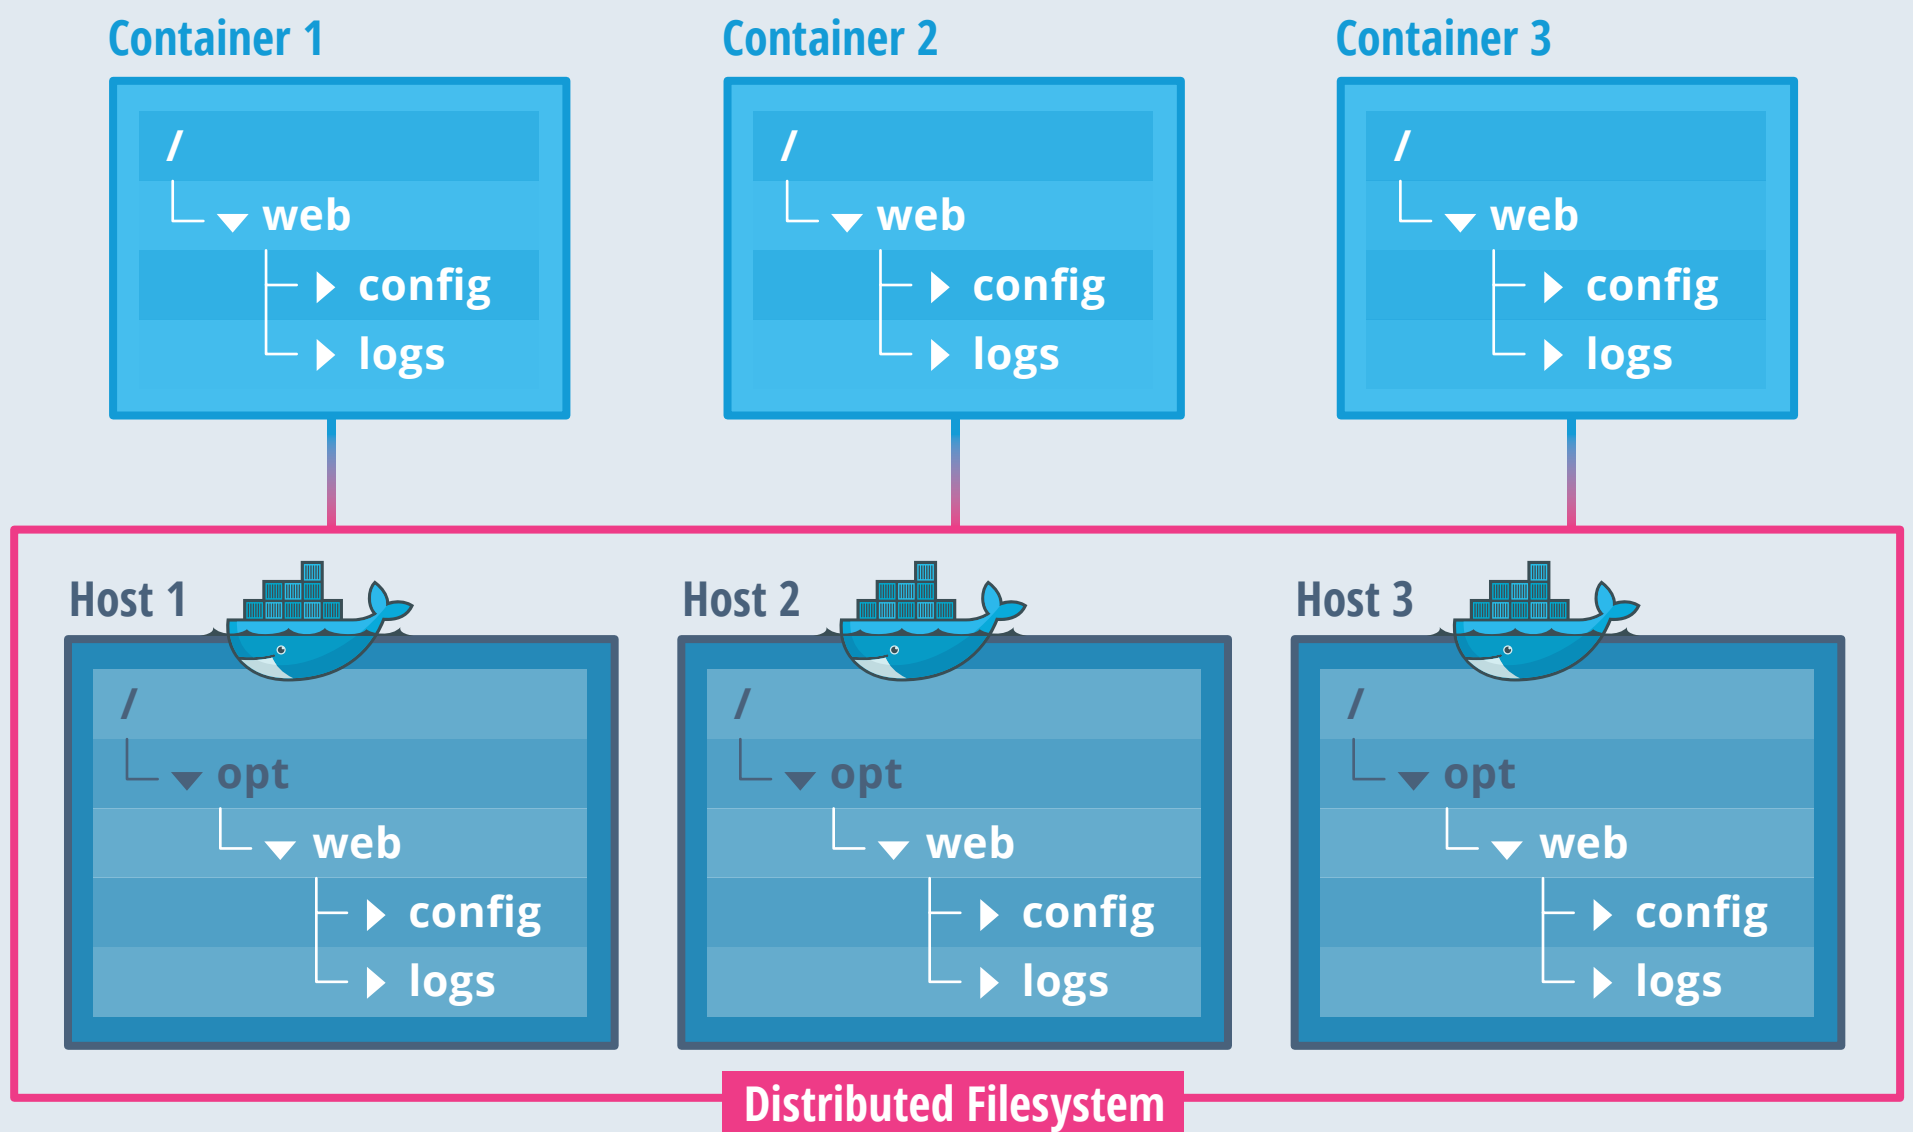 Container 1
/
web
config
logs
Container 2
/
web
config
logs
Container 3
/
web
config
logs
Host 1
/
opt
web
config
logs
Host 2
/
opt
web
config
logs
Host 3
/
opt
web
config
logs
Distributed Filesystem